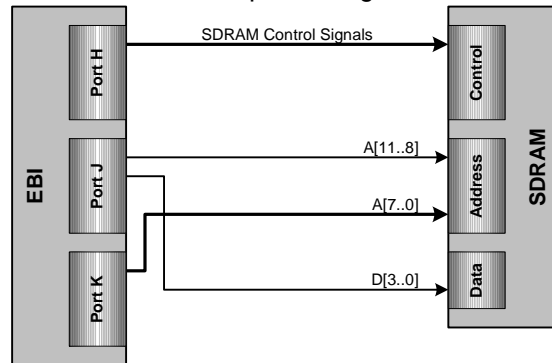 SDRAM Control Signals
Port H
Control
A[11..8]
Port J
Address
EBI
SDRAM
A[7..0]
D[3..0]
Port K
Data